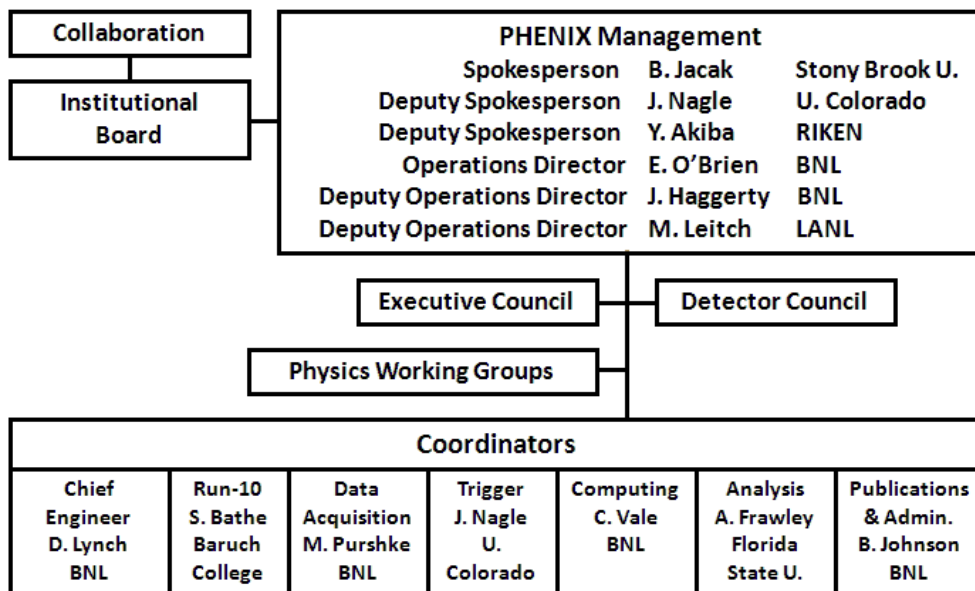 Collaboration
Institutional
Board
PHENIX Management
Spokesperson B. Jacak Stony Brook U.
Deputy Spokesperson J. Nagle U. Colorado
Deputy Spokesperson Y. Akiba RIKEN
Operations Director E. O'Brien BNL
Deputy Operations Director J. Haggerty BNL
Deputy Operations Director M. Leitch LANL
Executive Council
Detector Council
Physics Working Groups
Coordinators
Chief
Engineer
D. Lynch
BNL
Run-10
S. Bathe
Baruch
College
Data
Acquisition
M. Purshke
BNL
Trigger
J. Nagle
U.
Colorado
Computing
C. Vale
BNL
Analysis
A. Frawley
Florida
State U.
Publications
& Admin.
B. Johnson
BNL